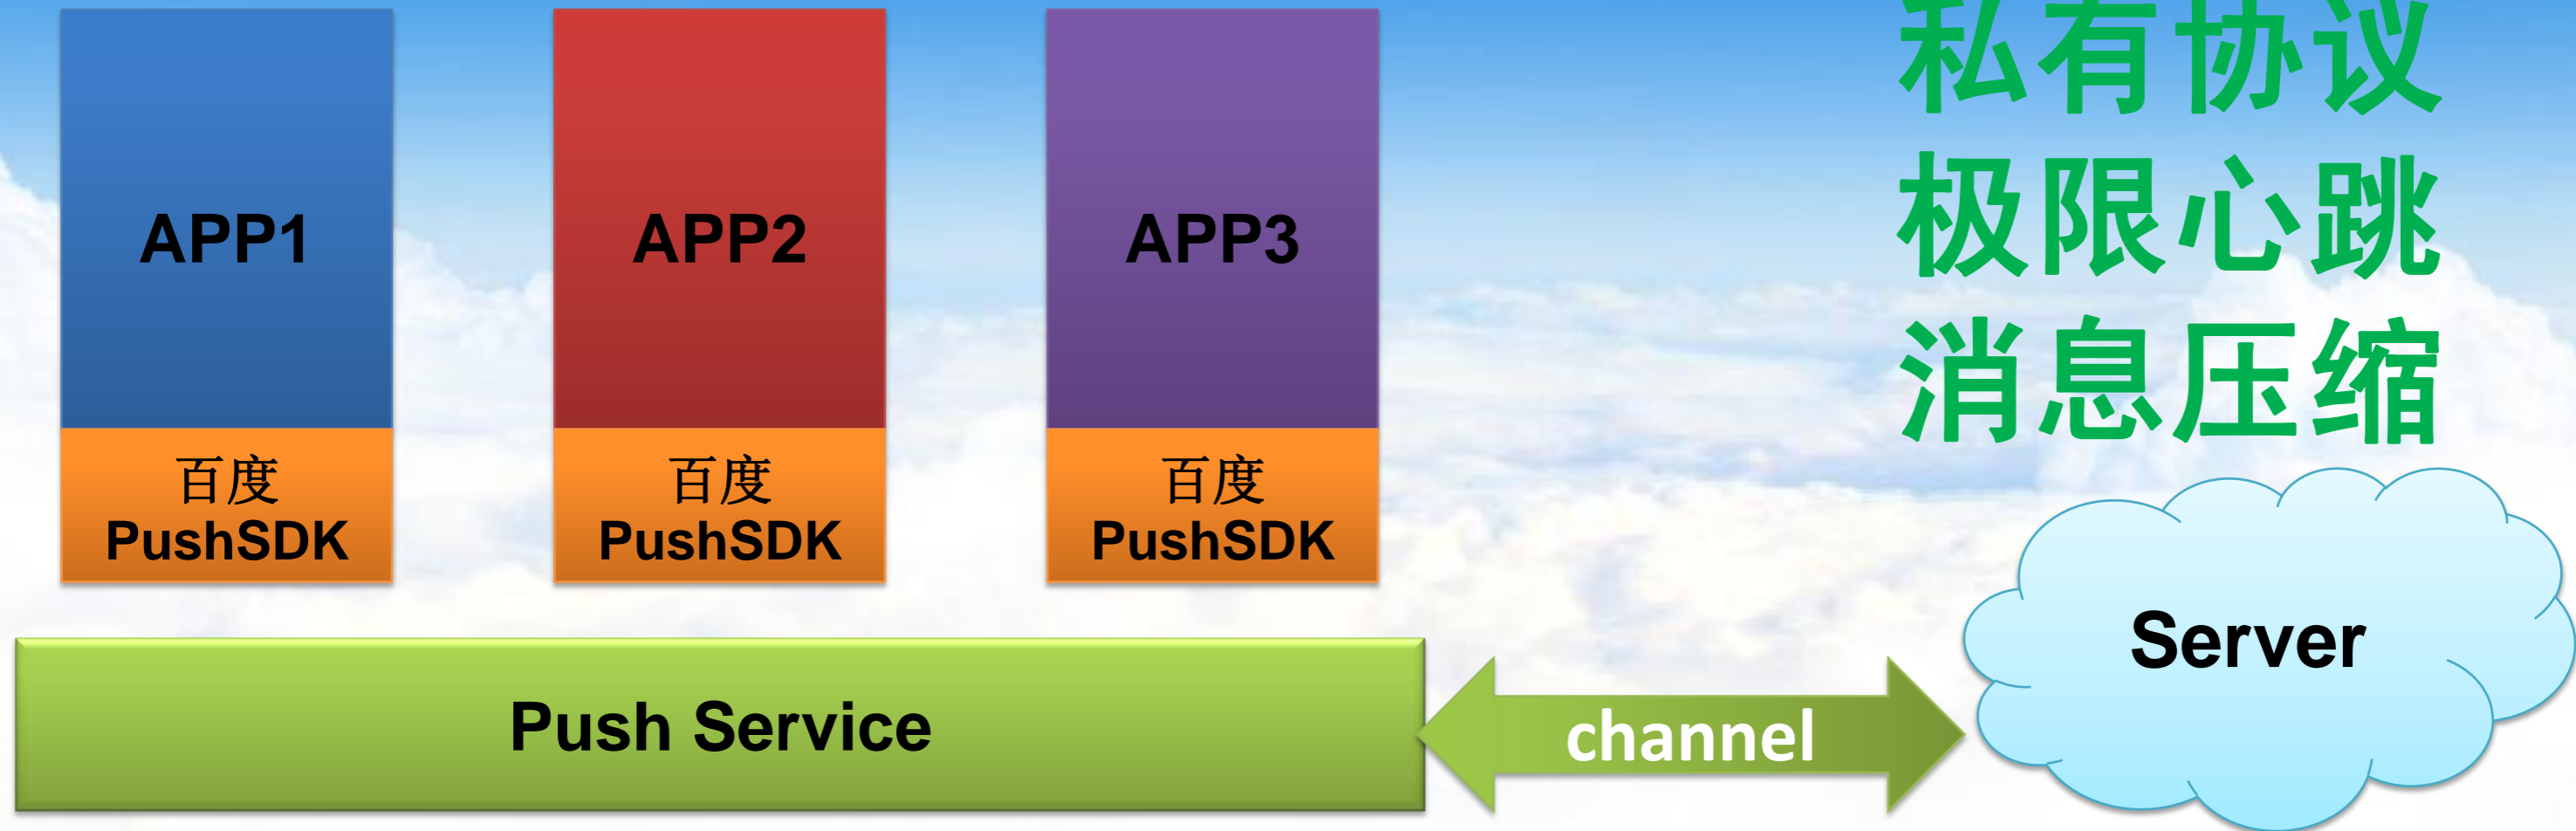 私有协议
极限心跳
消息压缩
APP1
APP2
APP3
百度
PushSDK
百度
PushSDK
百度
PushSDK
Server
Push Service
channel